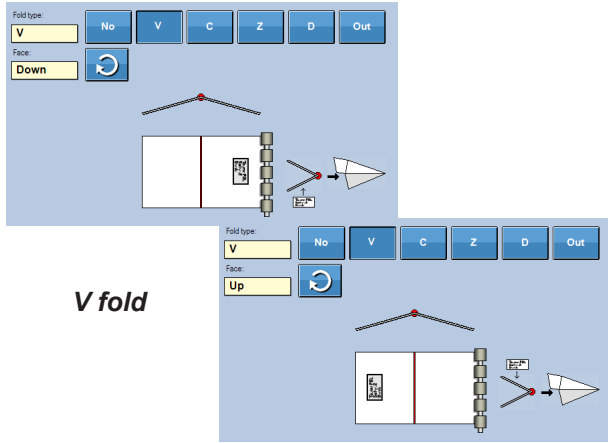 Fold type:
V
No V C Z D Out
Face:
Down
Fold type:
V
No V C Z D Out
Face:
Up
V fold